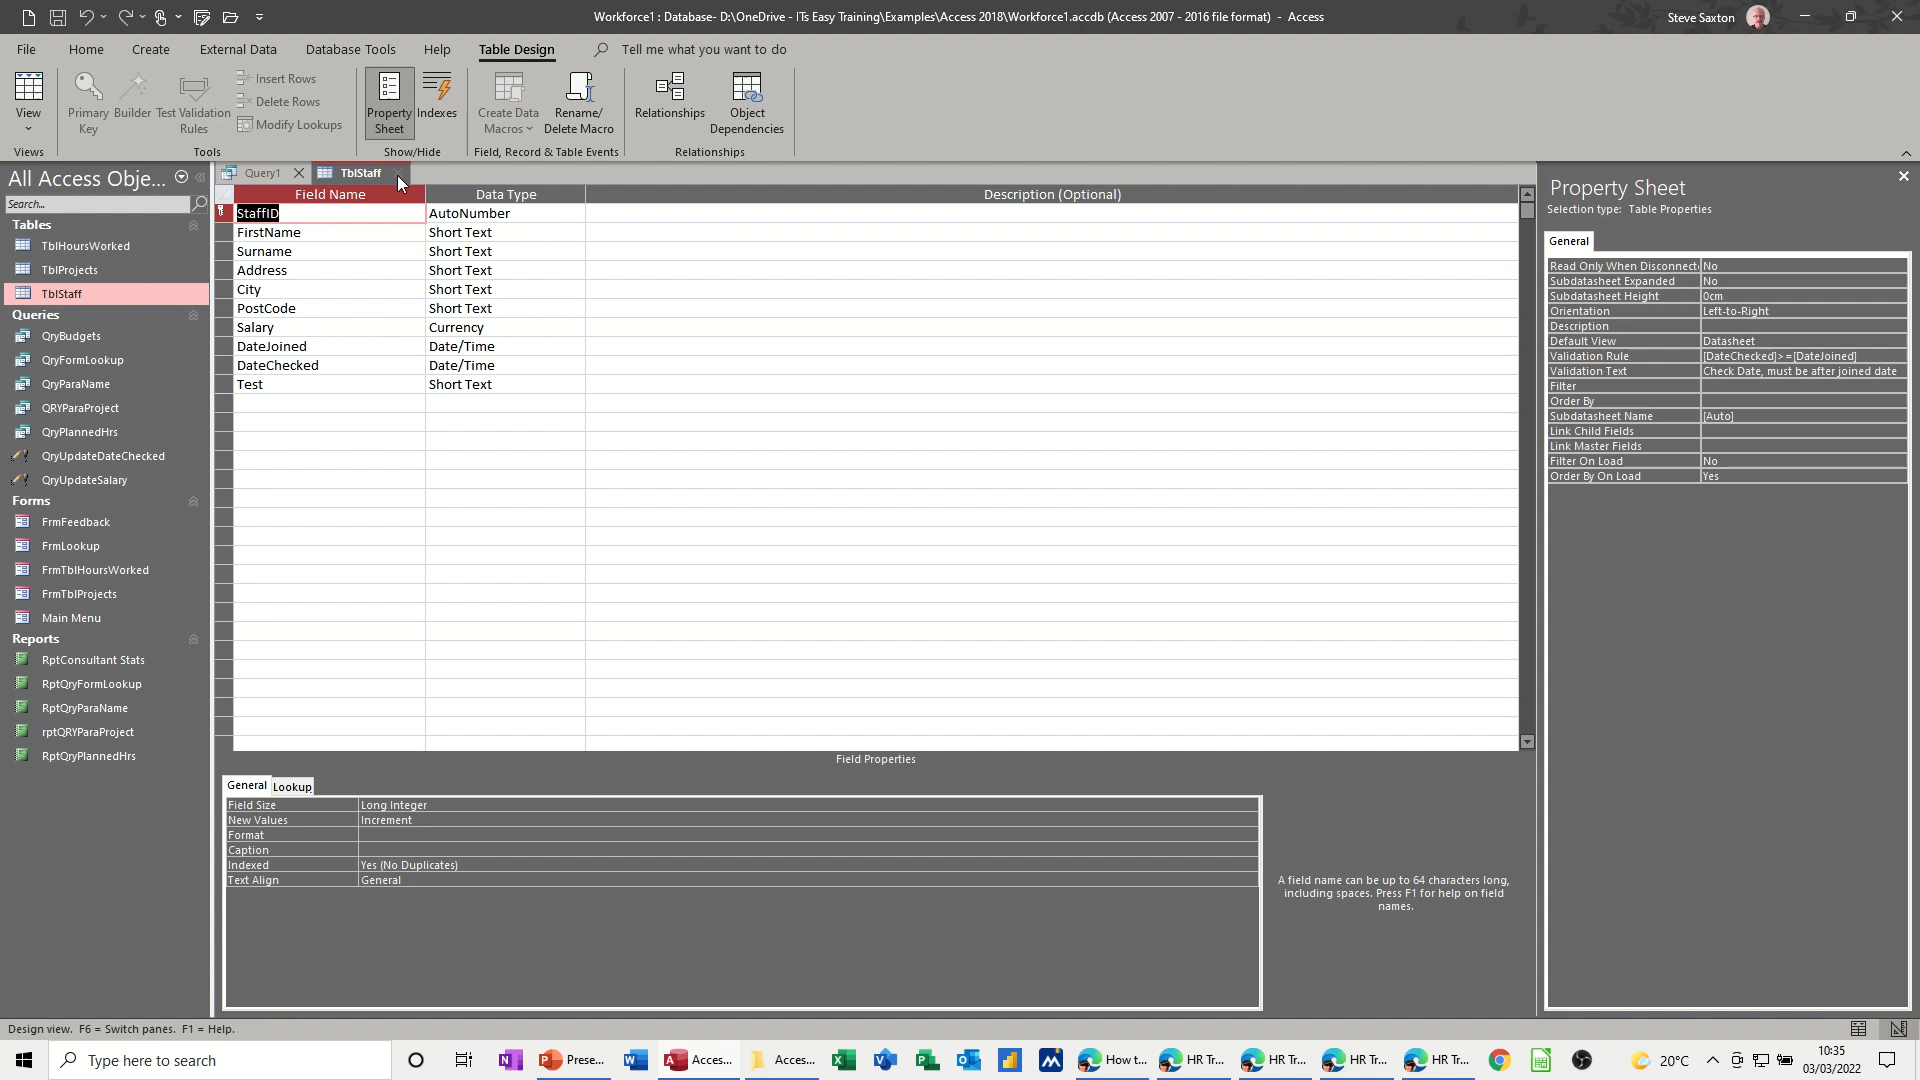 Workforce1 : Database- D:\OneDrive - ITs Easy Training\Examples\Access 2018\Workforce1.accdb (Access 2007 - 2016 file format)  -  Access
Steve Saxton
File
Home
Create
External Data
Database Tools
Help
Table Design
Tell me what you want to do
View
Views
Primary Key
Builder
Test Validation Rules
Insert Rows
Delete Rows
Modify Lookups
Tools
Property Sheet
Indexes
Show/Hide
Create Data Macros
Rename/ Delete Macro
Field, Record & Table Events
Relationships
Object Dependencies
Relationships
All Access Obje...
Search...
Tables
TblHoursWorked
TblProjects
TblStaff
Queries
QryBudgets
QryFormLookup
QryParaName
QRYParaProject
QryPlannedHrs
QryUpdateDateChecked
QryUpdateSalary
Forms
FrmFeedback
FrmLookup
FrmTblHoursWorked
FrmTblProjects
Main Menu
Reports
RptConsultant Stats
RptQryFormLookup
RptQryParaName
rptQRYParaProject
RptQryPlannedHrs
Query1
TblStaff
Field Name
Data Type
Description (Optional)
StaffID AutoNumber
FirstName Short Text
Surname Short Text
Address Short Text
City Short Text
PostCode Short Text
Salary Currency
DateJoined Date/Time
DateChecked Date/Time
Test Short Text
Field Properties
General
Lookup
Field Size Long Integer
New Values Increment
Format
Caption
Indexed Yes (No Duplicates)
Text Align General
A field name can be up to 64 characters long,
including spaces. Press F1 for help on field
names.
Property Sheet
Selection type: Table Properties
General
Read Only When Disconnect No
Subdatasheet Expanded No
Subdatasheet Height 0cm
Orientation Left-to-Right
Description
Default View Datasheet
Validation Rule [DateChecked]>=[DateJoined]
Validation Text Check Date, must be after joined date
Filter
Order By
Subdatasheet Name [Auto]
Link Child Fields
Link Master Fields
Filter On Load No
Order By On Load Yes
Design view.  F6 = Switch panes.  F1 = Help.
Type here to search
Prese...
Acces...
Acces...
How t...
HR Tr...
HR Tr...
HR Tr...
HR Tr...
20°C
10:35
03/03/2022